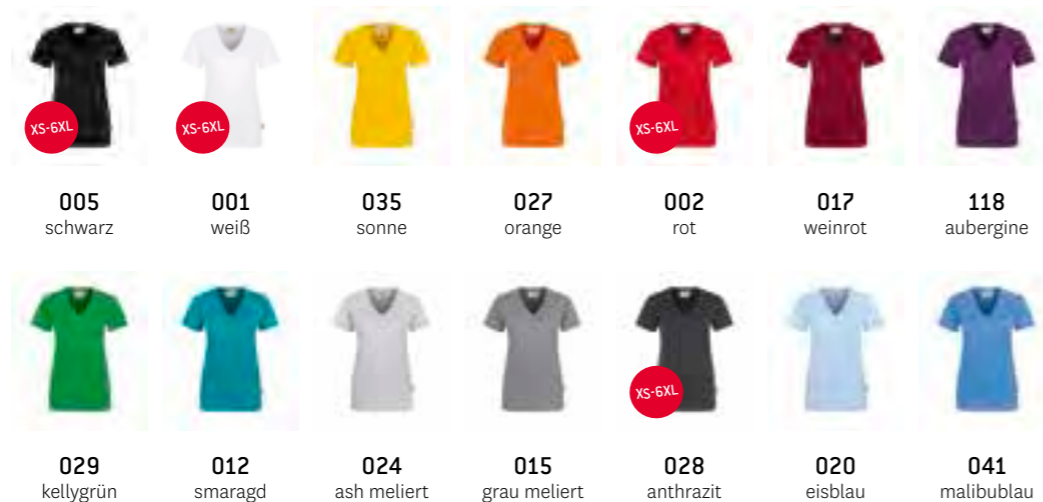 XS-6XL
XS-6XL
XS-6XL
005
schwarz
001
weiß
035
sonne
027
orange
002
rot
017
weinrot
118
aubergine
XS-6XL
029
kellygrün
012
smaragd
024
ash meliert
015
grau meliert
028
anthrazit
020
eisblau
041
malibublau